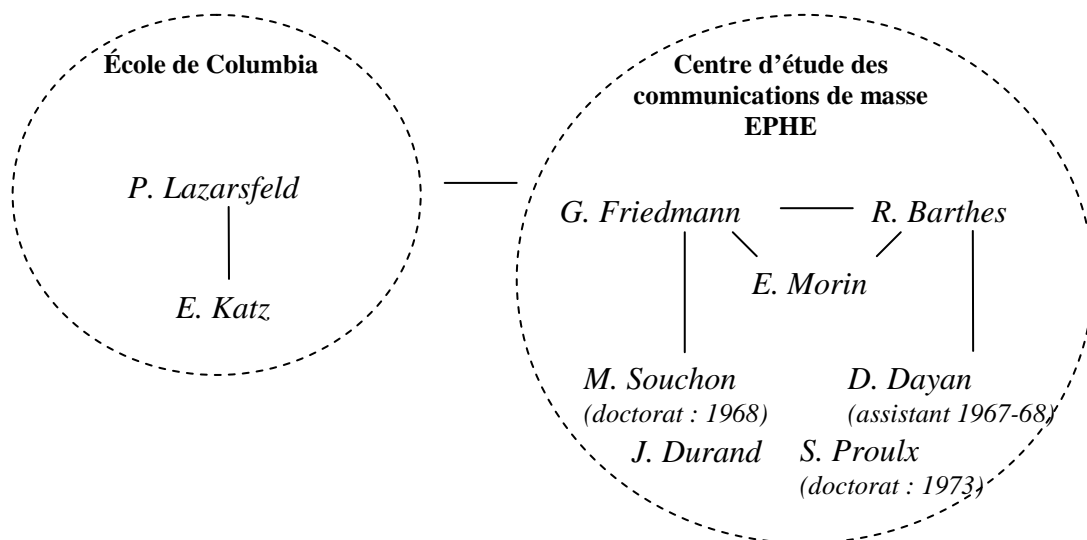 École de Columbia
P. Lazarsfeld
E. Katz
Centre d'étude des
communications de masse
EPHE
G. Friedmann
R. Barthes
E. Morin
M. Souchon
(doctorat : 1968)
D. Dayan
(assistant 1967-68)
J. Durand
S. Proulx
(doctorat : 1973)